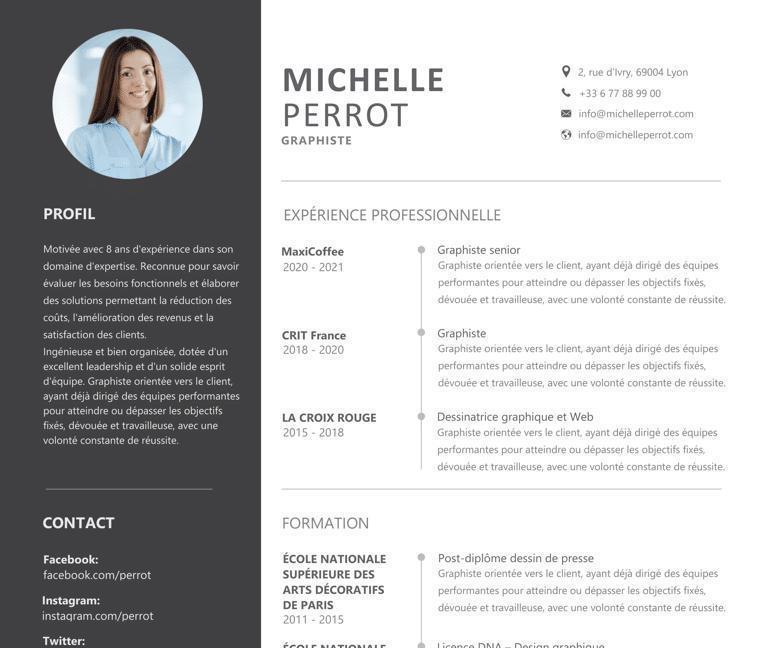 MICHELLE
PERROT
GRAPHISTE
2, rue d'Ivry, 69004 Lyon
+33 6 77 88 99 00
info@michelleperrot.com
info@michelleperrot.com
PROFIL
Motivée avec 8 ans d'expérience dans son
domaine d'expertise. Reconnue pour savoir
évaluer les besoins fonctionnels et élaborer
des solutions permettant la réduction des
coûts, l'amélioration des revenus et la
satisfaction des clients.
Ingénieuse et bien organisée, dotée d'un
excellent leadership et d'un solide esprit
d'équipe. Graphiste orientée vers le client,
ayant déjà dirigé des équipes performantes
pour atteindre ou dépasser les objectifs
fixés, dévouée et travailleuse, avec une
volonté constante de réussite.
CONTACT
Facebook:
facebook.com/perrot
Instagram:
instaqram.com/perrot
Twitter:
EXPÉRIENCE PROFESSIONNELLE
MaxiCoffee
2020 - 2021
Graphiste senior
Graphiste orientée vers le client, ayant déjà dirigé des équipes
performantes pour atteindre ou dépasser les objectifs fixés,
dévouée et travailleuse, avec une volonté constante de réussite.
CRIT France
2018 - 2020
Graphiste
Graphiste orientée vers le client, ayant déjà dirigé des équipes
performantes pour atteindre ou dépasser les objectifs fixés,
dévouée et travailleuse, avec une volonté constante de réussite.
LA CROIX ROUGE
2015 - 2018
Dessinatrice graphique et Web
Graphiste orientée vers le client, ayant déjà dirigé des équipes
performantes pour atteindre ou dépasser les objectifs fixés,
dévouée et travailleuse, avec une volonté constante de réussite.
FORMATION
ÉCOLE NATIONALE
SUPÉRIEURE DES
ARTS DÉCORATIFS
DE PARIS
2011 - 2015
Post-diplôme dessin de presse
Graphiste orientée vers le client, ayant déjà dirigé des équipes
performantes pour atteindre ou dépasser les objectifs fixés,
dévouée et travailleuse, avec une volonté constante de réussite.
ÉCOLE NATIONALE
Licence DNA – Design graphique